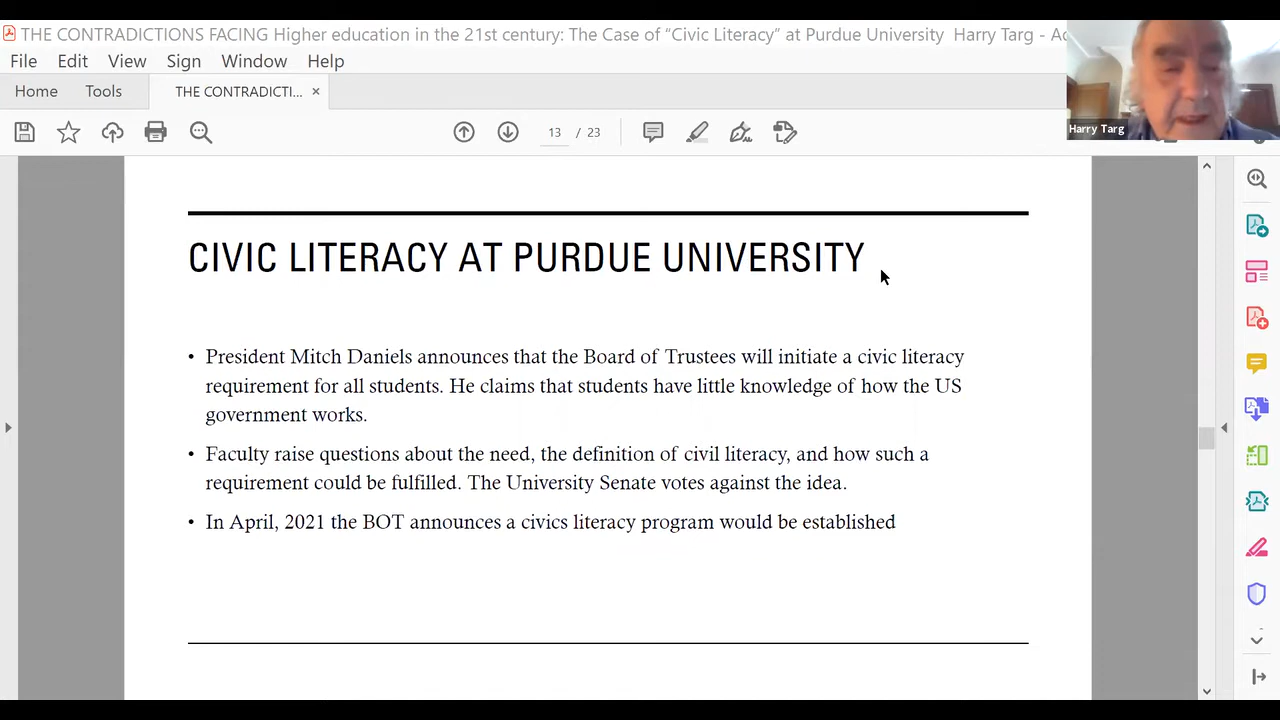 THE CONTRADICTIONS FACING Higher education in the 21st century: The Case of “Civic Literacy” at Purdue University Harry Targ - Ac
File Edit View Sign Window Help
Harry Targ
Home Tools THE CONTRADICTI... ×
13 / 23
CIVIC LITERACY AT PURDUE UNIVERSITY
• President Mitch Daniels announces that the Board of Trustees will initiate a civic literacy
requirement for all students. He claims that students have little knowledge of how the US
government works.
• Faculty raise questions about the need, the definition of civil literacy, and how such a
requirement could be fulfilled. The University Senate votes against the idea.
• In April, 2021 the BOT announces a civics literacy program would be established